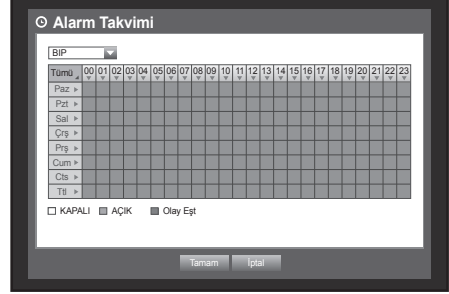 Alarm Takvimi
BIP
Tümü 00 01 02 03 04 05 06 07 08 09 10 11 12 13 14 15 16 17 18 19 20 21 22 23
Paz
Pzt
Sal
Çrş
Prş
Cum
Cts
Ttl
KAPALI AÇIK Olay Eşt
Tamam İptal